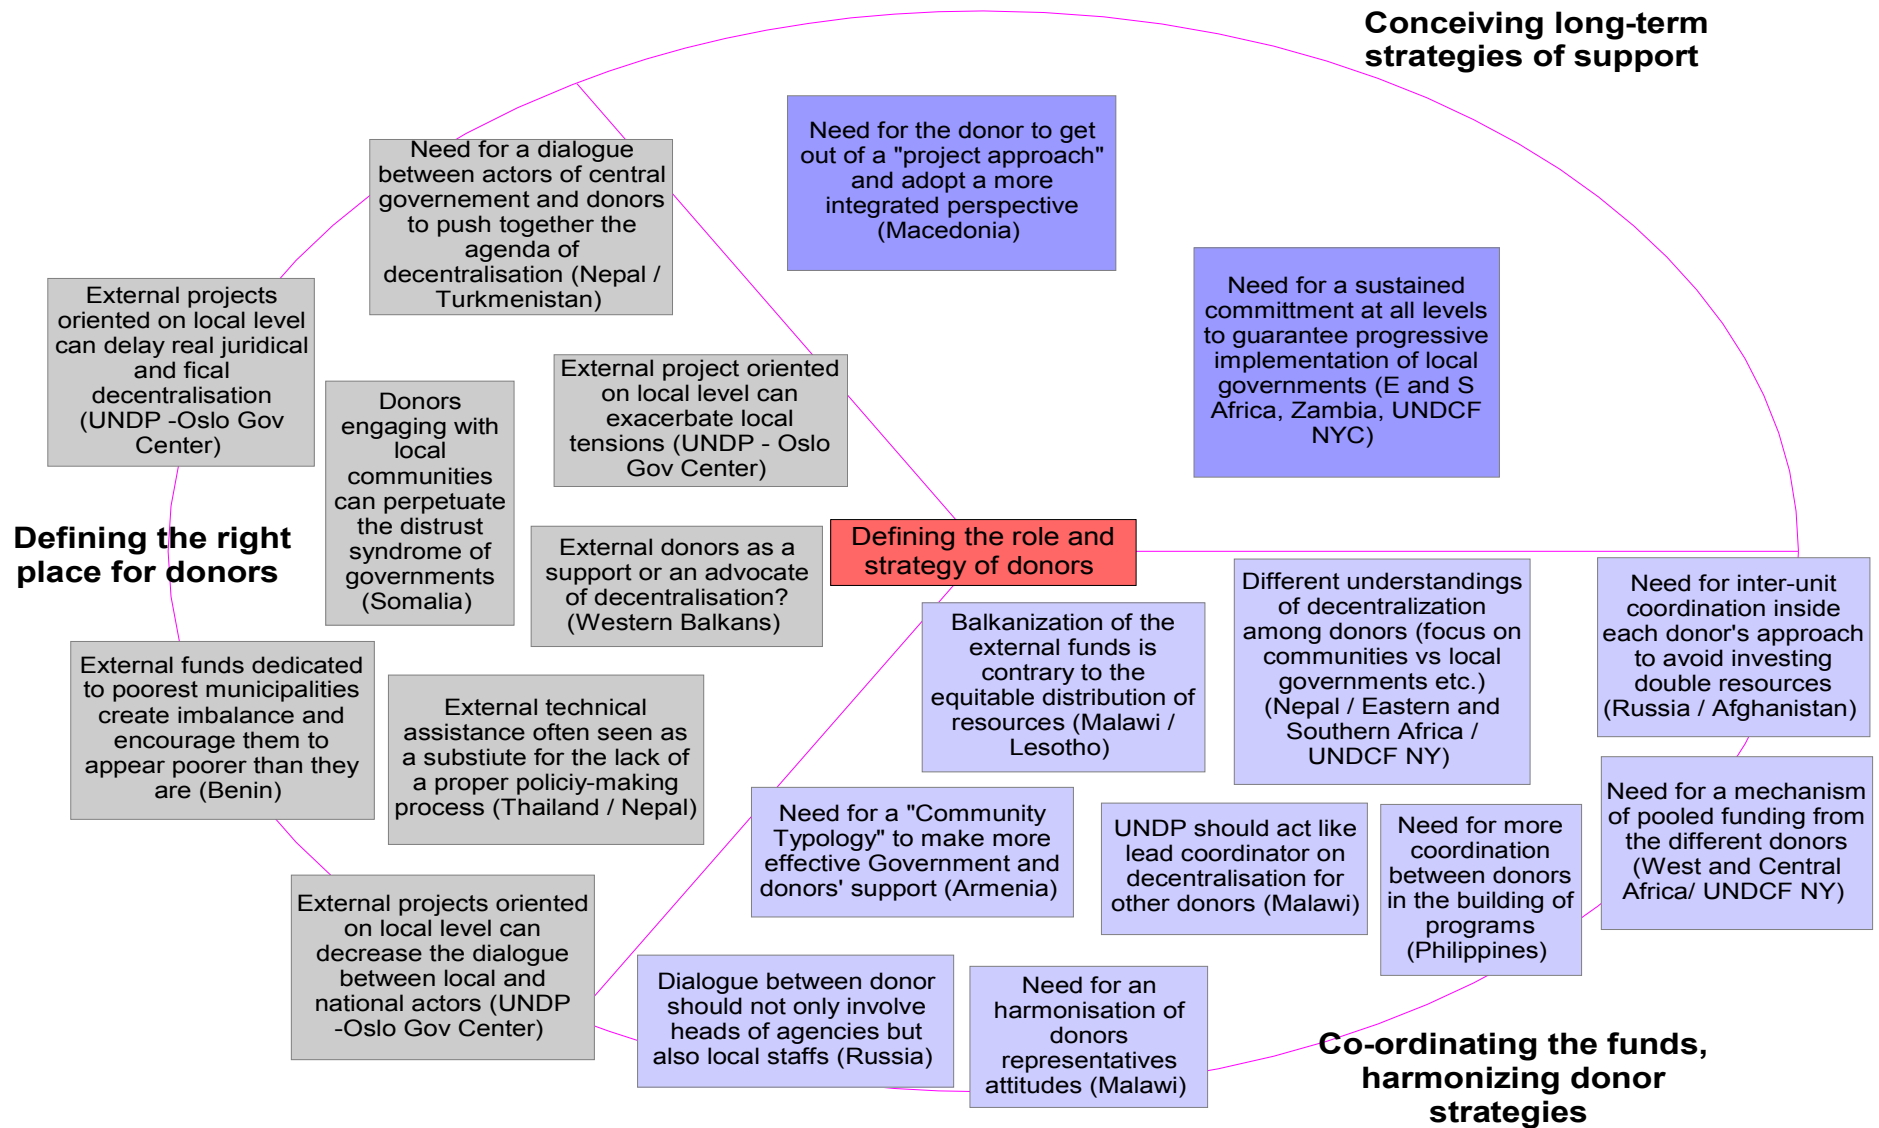 Conceiving long-term
strategies of support
Need for the donor to get
out of a "project approach"
and adopt a more
integrated perspective
(Macedonia)
Need for a sustained
committment at all levels
to guarantee progressive
implementation of local
governments (E and S
Africa, Zambia, UNDCF
NYC)
Need for a dialogue
between actors of central
governement and donors
to push together the
agenda of
decentralisation (Nepal /
Turkmenistan)
External projects
oriented on local level
can delay real juridical
and fical
decentralisation
(UNDP -Oslo Gov
Center)
Donors
engaging with
local
communities
can perpetuate
the distrust
syndrome of
governments
(Somalia)
External project oriented
on local level can
exacerbate local
tensions (UNDP - Oslo
Gov Center)
Defining the right
place for donors
External donors as a
support or an advocate
of decentralisation?
(Western Balkans)
Defining the role and
strategy of donors
External funds dedicated
to poorest municipalities
create imbalance and
encourage them to
appear poorer than they
are (Benin)
External technical
assistance often seen as
a substiute for the lack of
a proper policiy-making
process (Thailand / Nepal)
External projects oriented
on local level can
decrease the dialogue
between local and
national actors (UNDP
-Oslo Gov Center)
Balkanization of the
external funds is
contrary to the
equitable distribution of
resources (Malawi /
Lesotho)
Different understandings
of decentralization
among donors (focus on
communities vs local
governments etc.)
(Nepal / Eastern and
Southern Africa /
UNDCF NY)
Need for inter-unit
coordination inside
each donor's approach
to avoid investing
double resources
(Russia / Afghanistan)
Need for a "Community
Typology" to make more
effective Government and
donors' support (Armenia)
UNDP should act like
lead coordinator on
decentralisation for
other donors (Malawi)
Need for more
coordination
between donors
in the building of
programs
(Philippines)
Need for a mechanism
of pooled funding from
the different donors
(West and Central
Africa/ UNDCF NY)
Dialogue between donor
should not only involve
heads of agencies but
also local staffs (Russia)
Need for an
harmonisation of
donors
representatives
attitudes (Malawi)
Co-ordinating the funds,
harmonizing donor
strategies